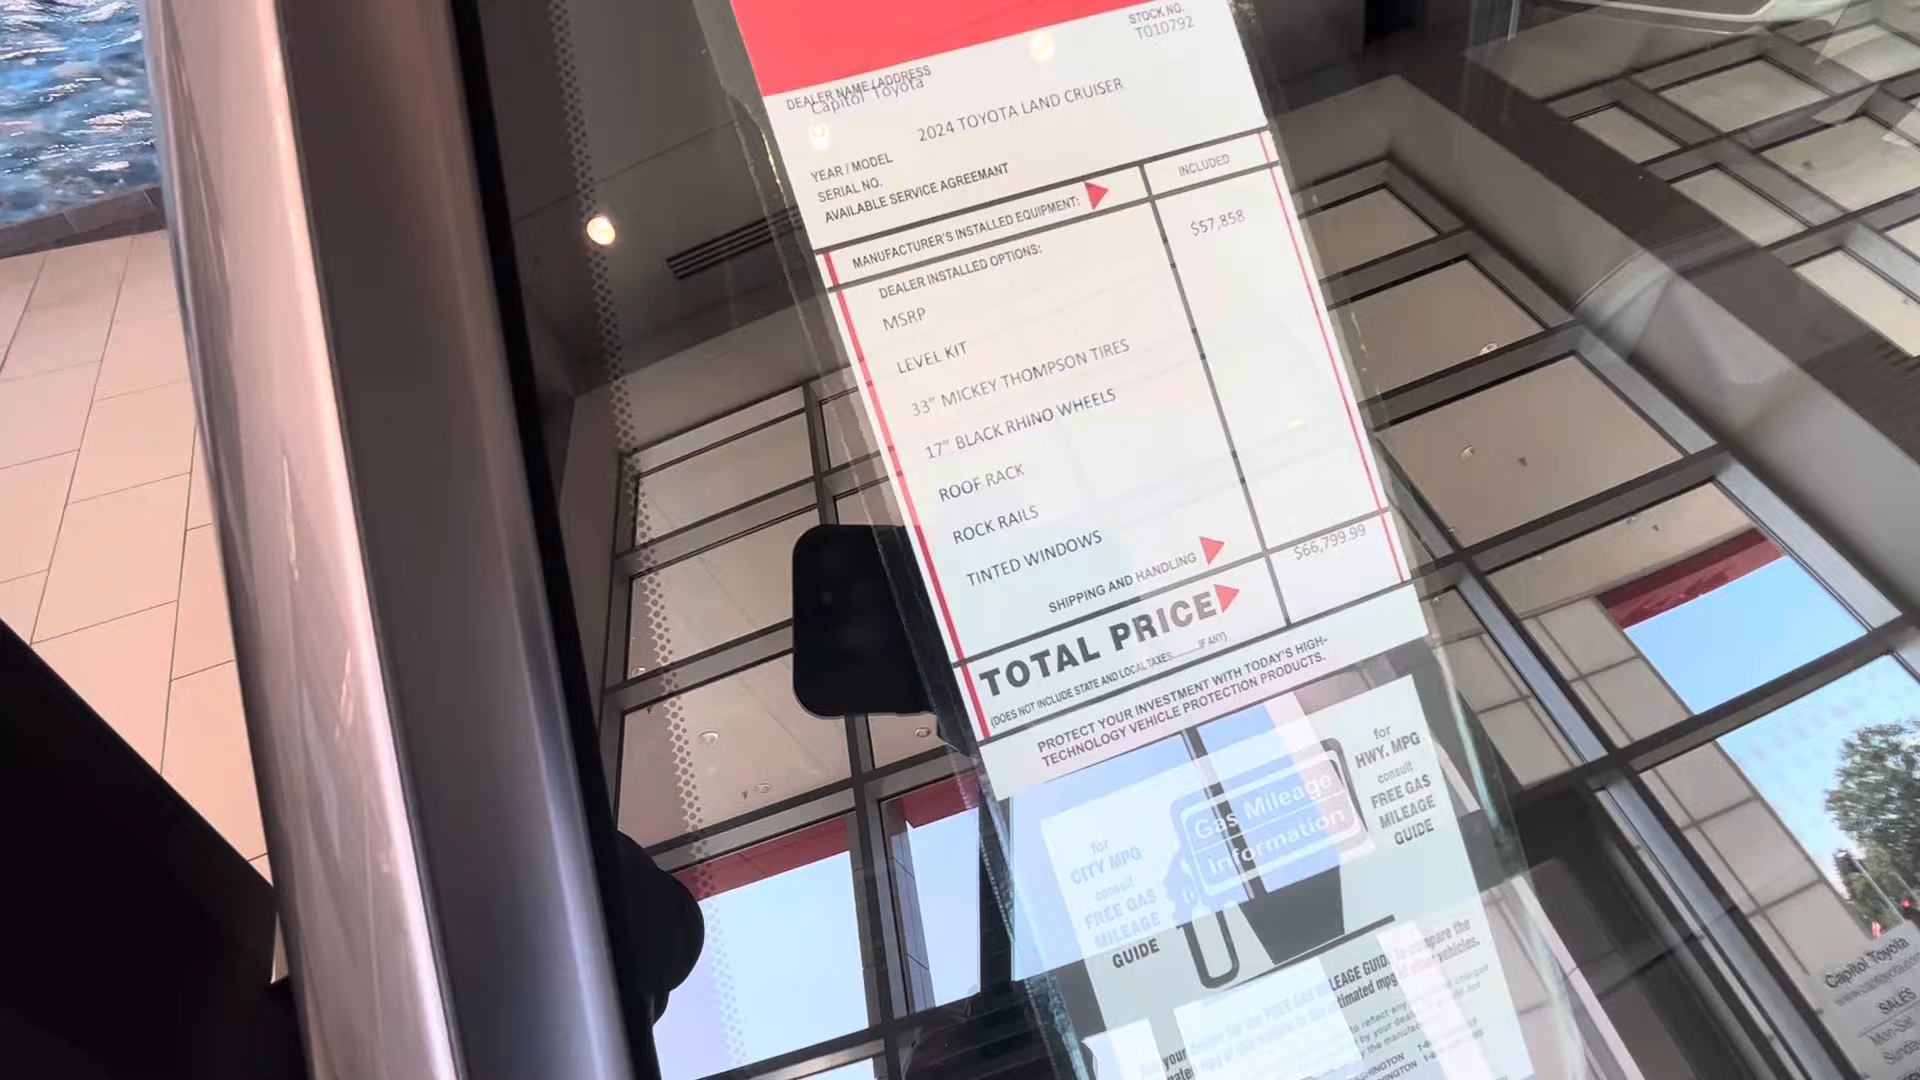 STOCK NO.
T010792
DEALER NAME / ADDRESS
Capitol Toyota
2024 TOYOTA LAND CRUISER
YEAR / MODEL
SERIAL NO.
AVAILABLE SERVICE AGREEMANT
MANUFACTURER'S INSTALLED EQUIPMENT:
INCLUDED
DEALER INSTALLED OPTIONS:
MSRP
$57,858
LEVEL KIT
33" MICKEY THOMPSON TIRES
17" BLACK RHINO WHEELS
ROOF RACK
ROCK RAILS
TINTED WINDOWS
SHIPPING AND HANDLING
TOTAL PRICE
$66,799.99
(DOES NOT INCLUDE STATE AND LOCAL TAXES......IF ANY)
PROTECT YOUR INVESTMENT WITH TODAY'S HIGH-
TECHNOLOGY VEHICLE PROTECTION PRODUCTS.
Gas Mileage
Information
for
CITY MPG
consult
FREE GAS
MILEAGE
GUIDE
for
HWY. MPG
consult
FREE GAS
MILEAGE
GUIDE
compare the
vehicles.
Capitol Toyota
SALES